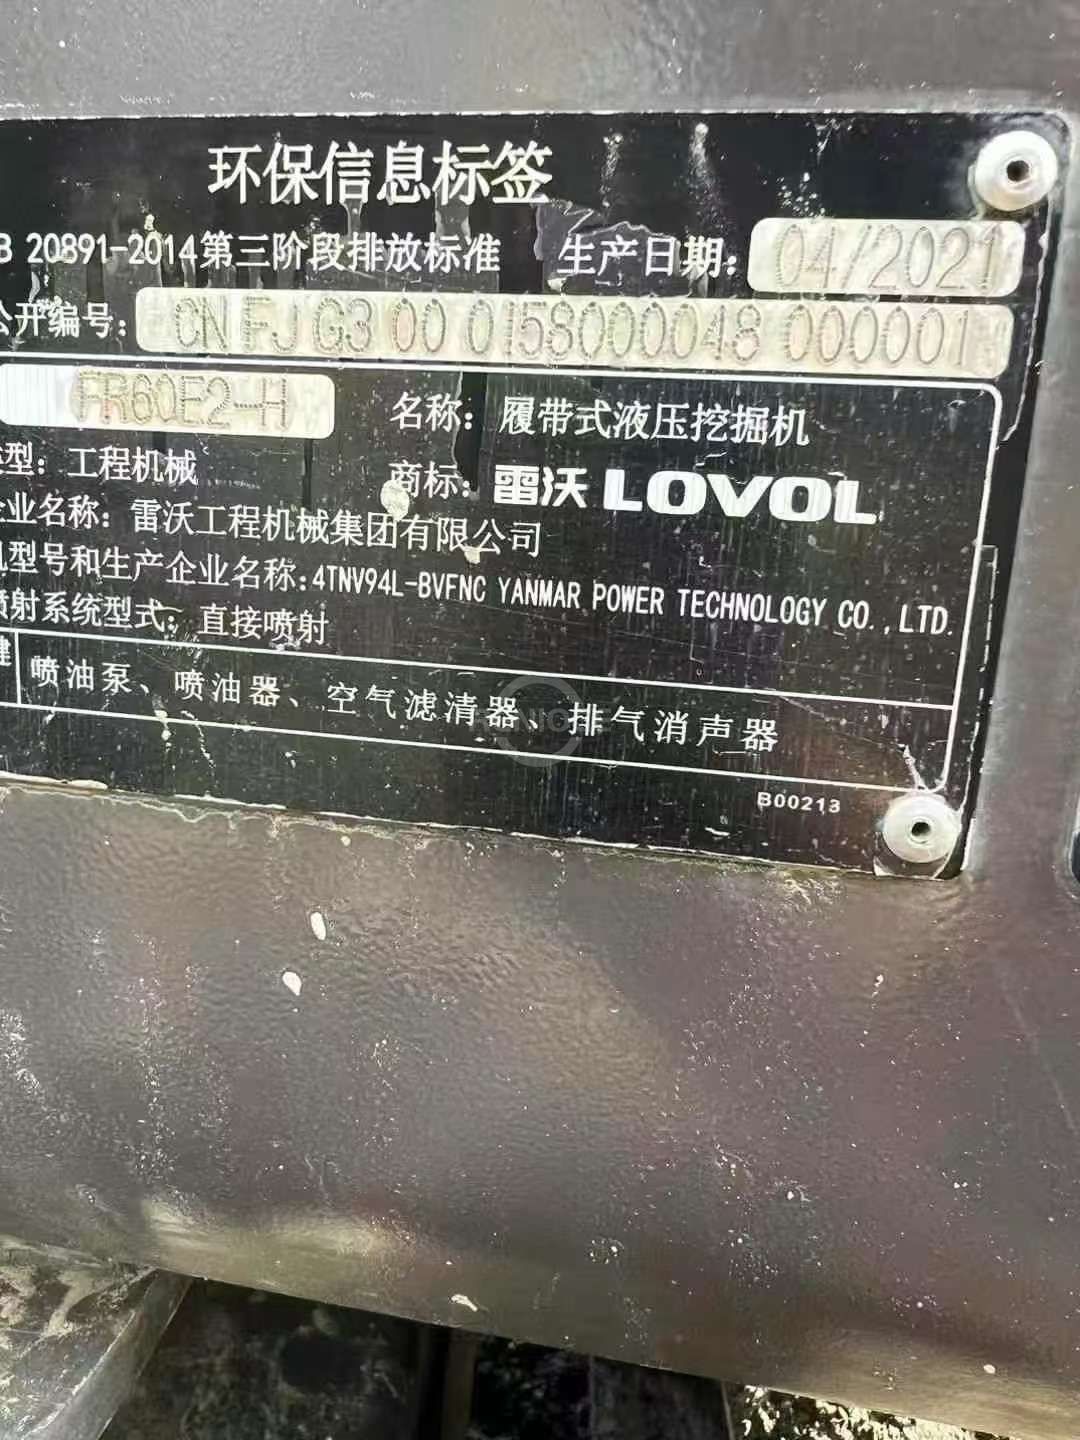 环保信息标签
B 20891-2014第三阶段排放标准 生产日期: 04/2021
公开编号: CN FJ G3 00 0158000048 000001
FR60E2-H 名称: 履带式液压挖掘机
型: 工程机械 商标: 雷沃 LOVOL
企业名称: 雷沃工程机械集团有限公司
机型号和生产企业名称: 4TNV94L-BVFNC YANMAR POWER TECHNOLOGY CO., LTD.
喷射系统型式: 直接喷射
键 喷油泵、喷油器、空气滤清器、排气消声器
B00213